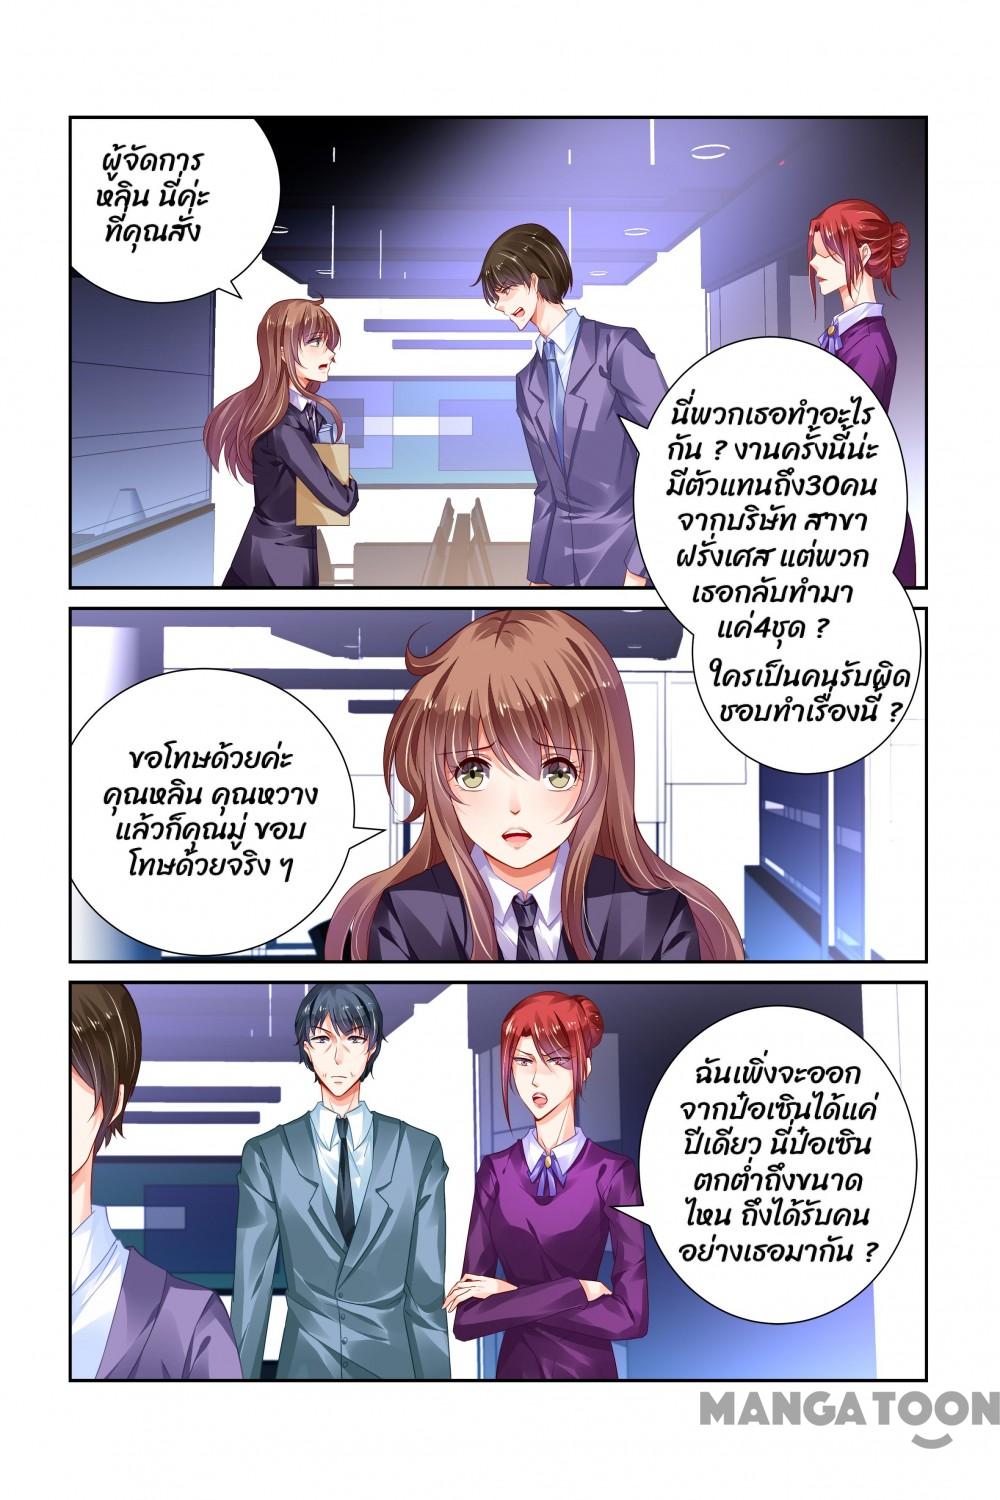 ผู้จัดการ
หลิน นี่ค่ะ
ที่คุณสั่ง
นี่พวกเธอทำอะไร
กัน ? งานครั้งนี้น่ะ
มีตัวแทนถึง30คน
จากบริษัท สาขา
ฝรั่งเศส แต่พวก
เธอกลับทำมา
แค่4ชุด ?
ใครเป็นคนรับผิด
ชอบทำเรื่องนี้ ?
ขอโทษด้วยค่ะ
คุณหลิน คุณหวาง
แล้วก็คุณมู่ ขอบ
โทษด้วยจริง ๆ
ฉันเพิ่งจะออก
จากป๋อเซินได้แค่
ปีเดียว นี่ป๋อเซิน
ตกต่ำถึงขนาด
ไหน ถึงได้รับคน
อย่างเธอมากัน ?
MANGATOON